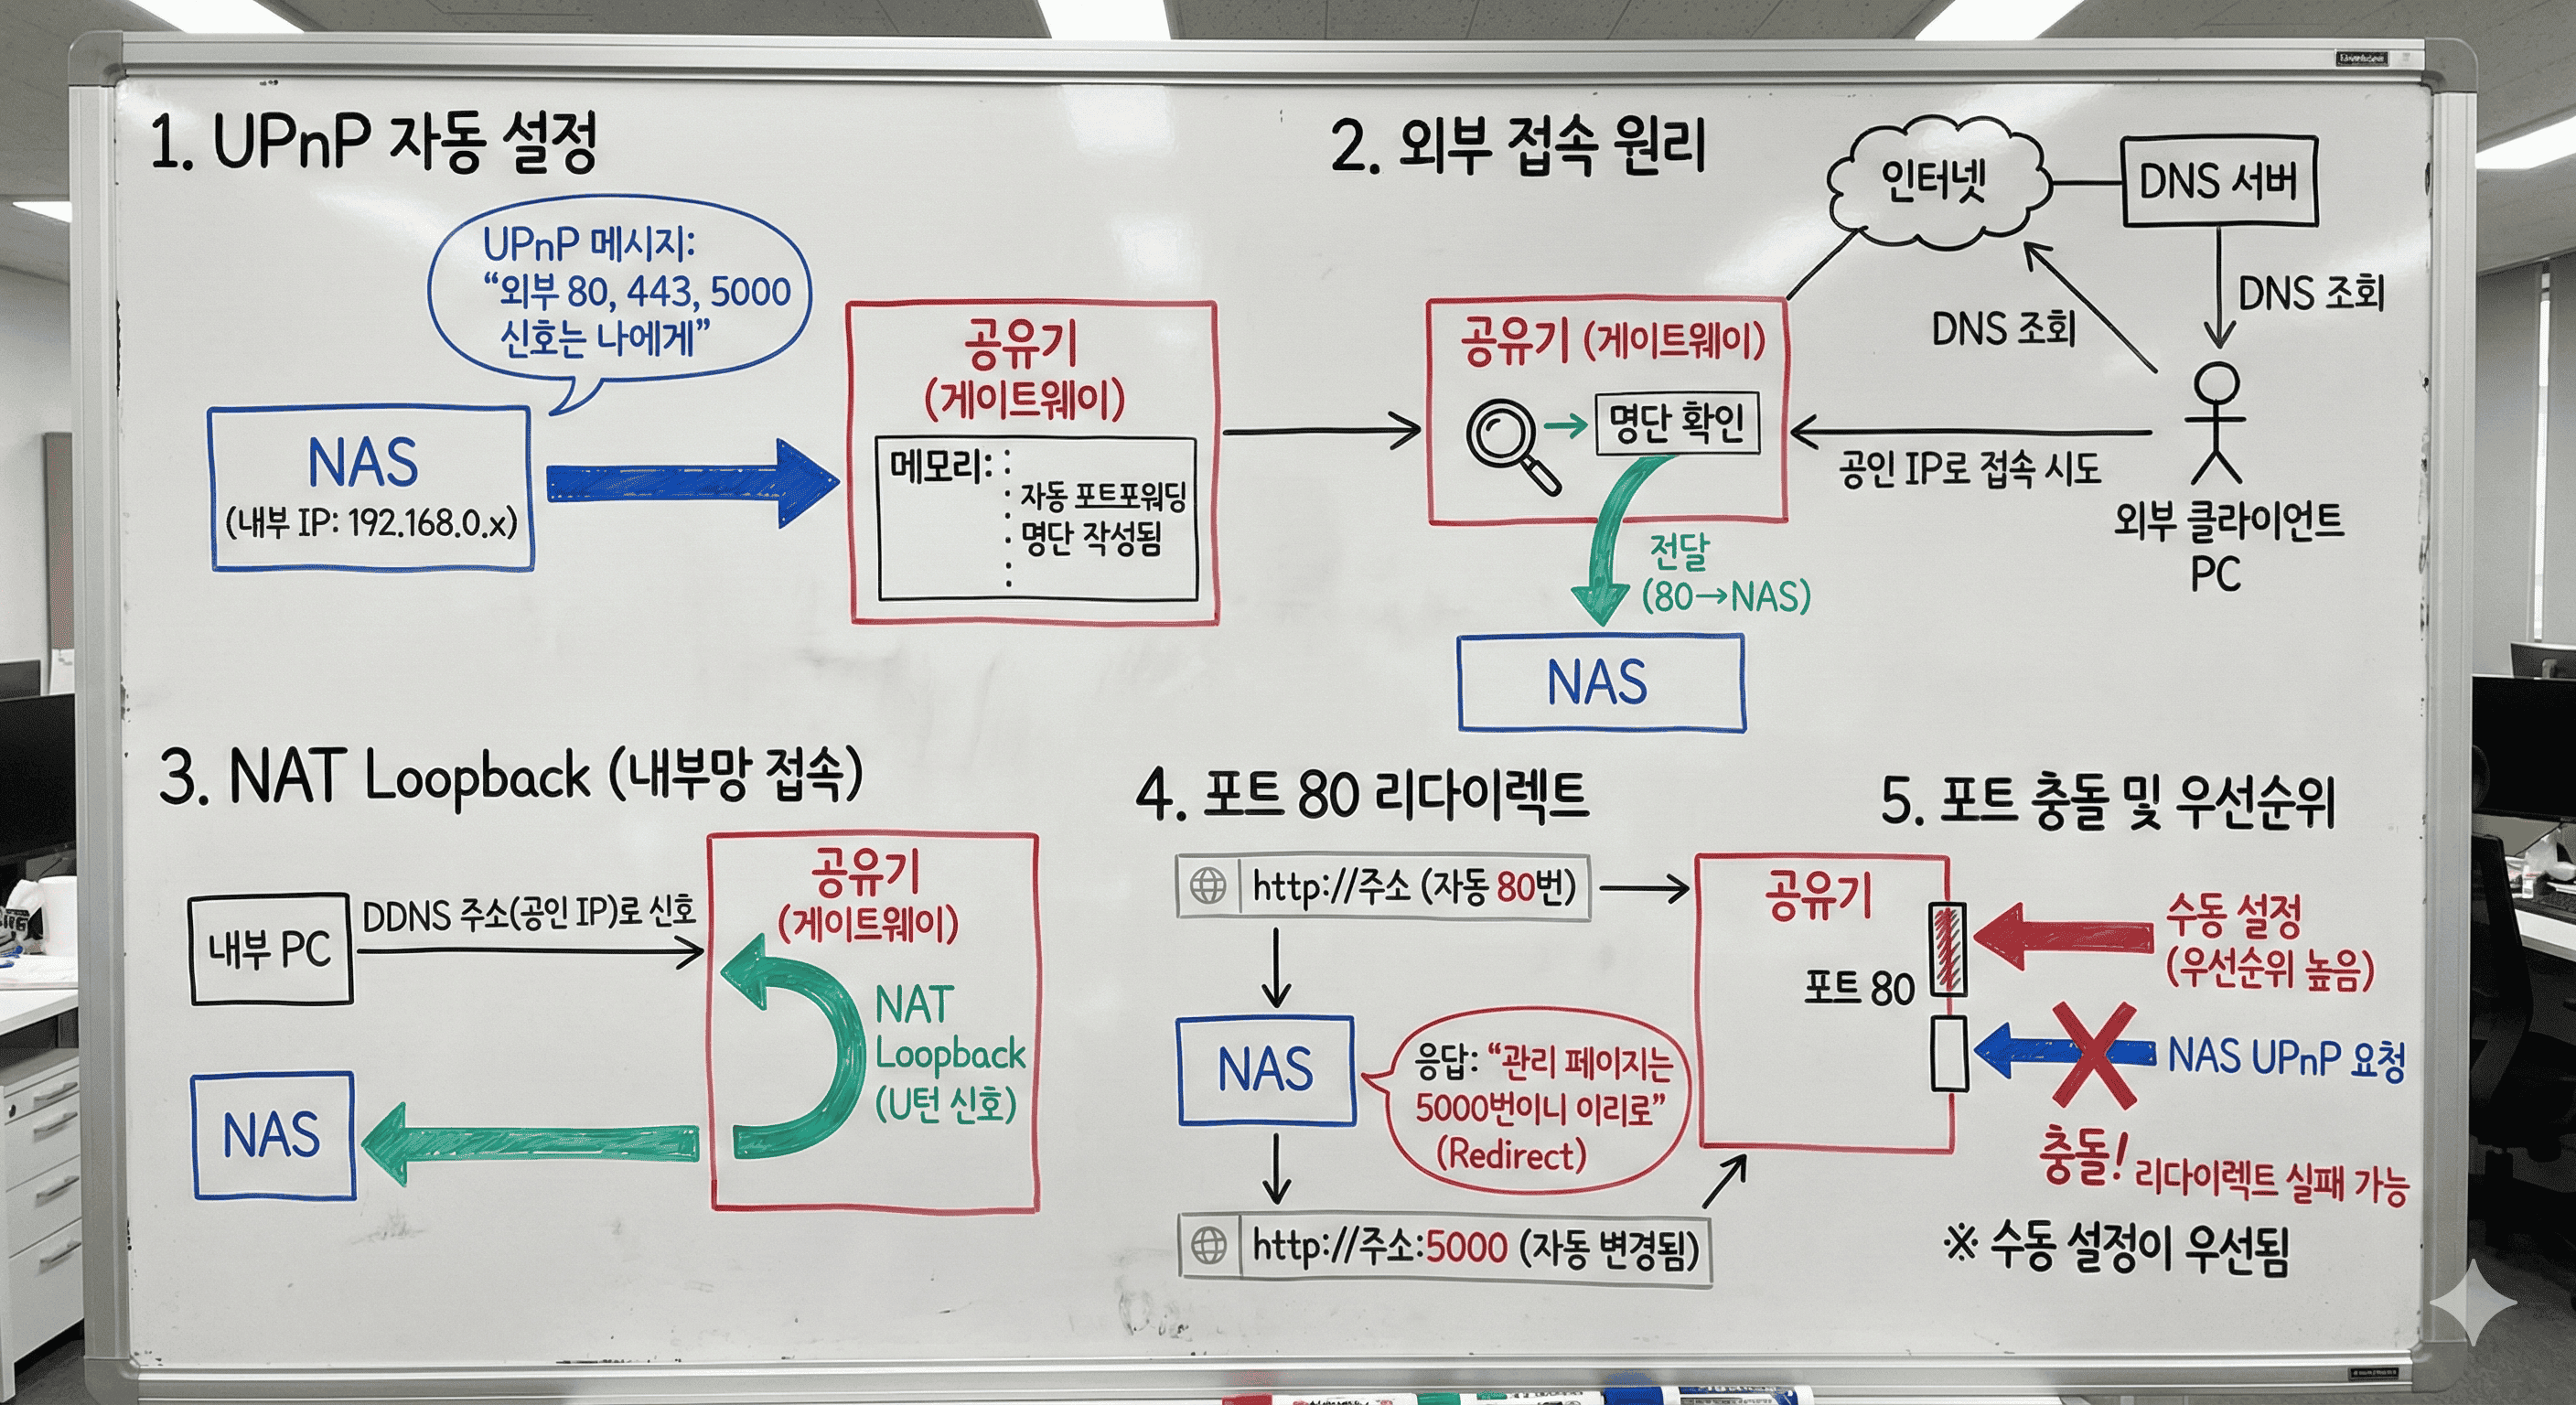 1. UPnP 자동 설정
UPnP 메시지:
“외부 80, 443, 5000
신호는 나에게”
NAS
(내부 IP: 192.168.0.x)
공유기
(게이트웨이)
메모리:
자동 포트포워딩
명단 작성됨
2. 외부 접속 원리
인터넷
DNS 서버
DNS 조회
DNS 조회
공유기 (게이트웨이)
명단 확인
공인 IP로 접속 시도
외부 클라이언트
PC
전달
(80→NAS)
NAS
3. NAT Loopback (내부망 접속)
내부 PC
DDNS 주소(공인 IP)로 신호
공유기
(게이트웨이)
NAT
Loopback
(U턴 신호)
NAS
4. 포트 80 리다이렉트
http://주소 (자동 80번)
NAS
응답: “관리 페이지는
5000번이니 이리로”
(Redirect)
http://주소:5000 (자동 변경됨)
5. 포트 충돌 및 우선순위
공유기
포트 80
수동 설정
(우선순위 높음)
NAS UPnP 요청
충돌! 리다이렉트 실패 가능
※ 수동 설정이 우선됨